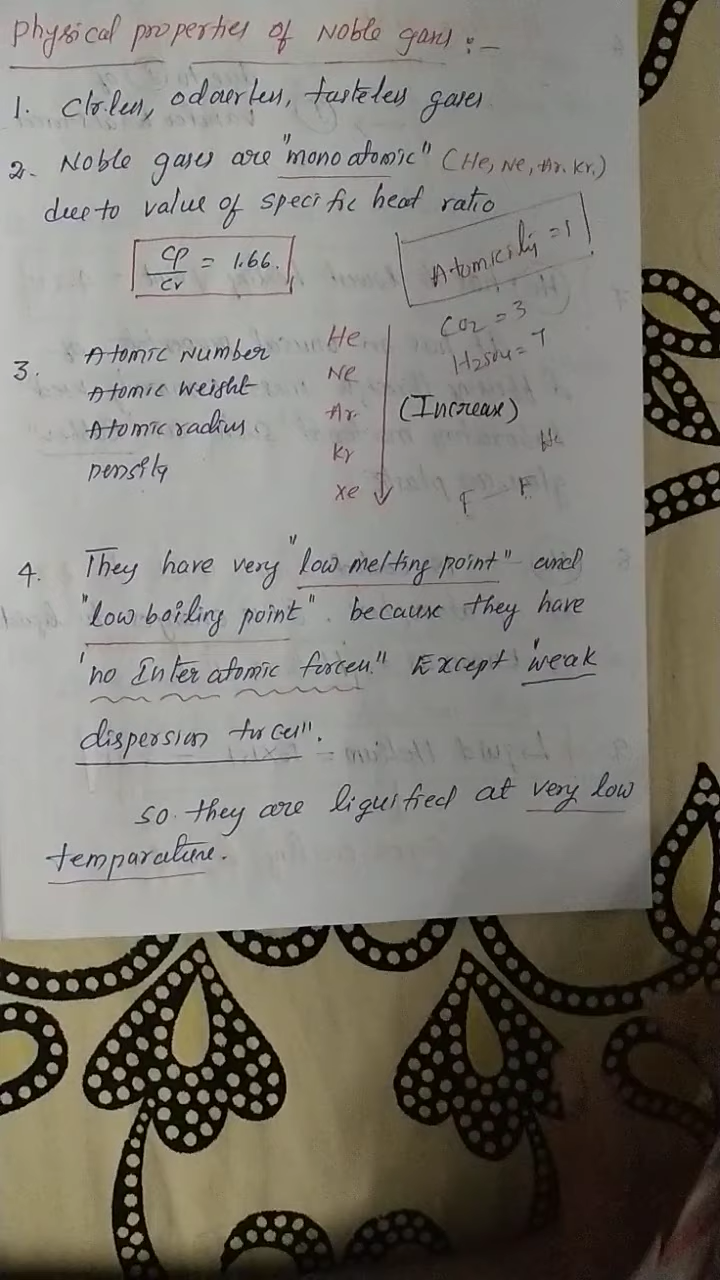 Physical properties of Noble gases :-
1. Clrless, odourless, tasteless gases
2. Noble gases are "mono atomic" (He, Ne, Ar. Kr.)
due to value of specific heat ratio
Cp/Cv = 1.66.
Atomicity = 1
CO2 = 3
H2SO4 = 7
3. Atomic Number
Atomic weight
Atomic radius
Density
He
Ne
Ar.
Kr
Xe
(Increase)
He
F F
4. They have very "low melting point" and
"low boiling point". because they have
"no Inter atomic forces." Except "weak
dispersion forces".
so they are liquified at very low
temparature.